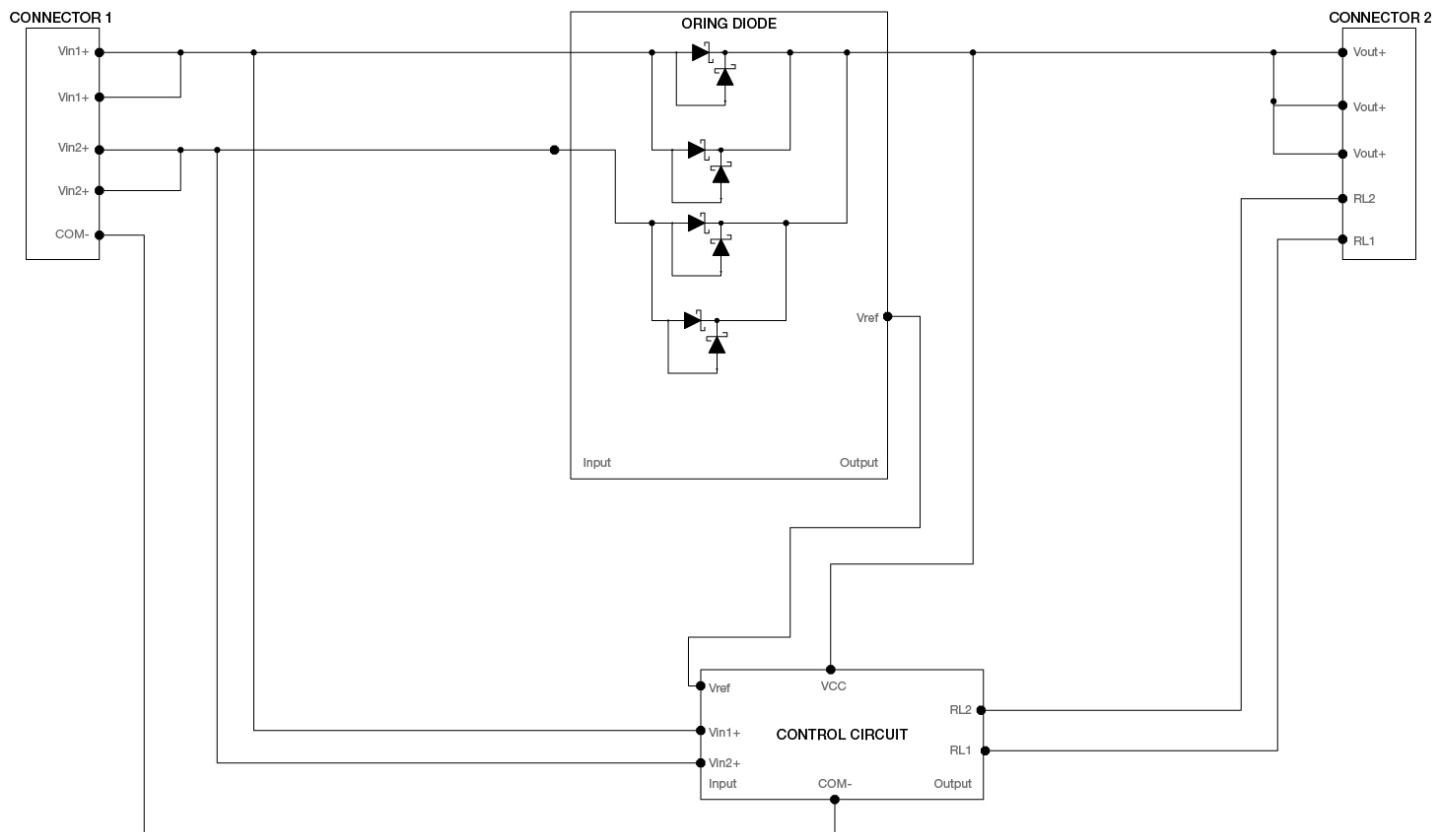 CONNECTOR 1
Vin1+
Vin1+
Vin2+
Vin2+
COM-
ORING DIODE
Vref
Input
Output
CONNECTOR 2
Vout+
Vout+
Vout+
RL2
RL1
Vref
VCC
RL2
Vin1+
CONTROL CIRCUIT
RL1
Vin2+
Input
COM-
Output